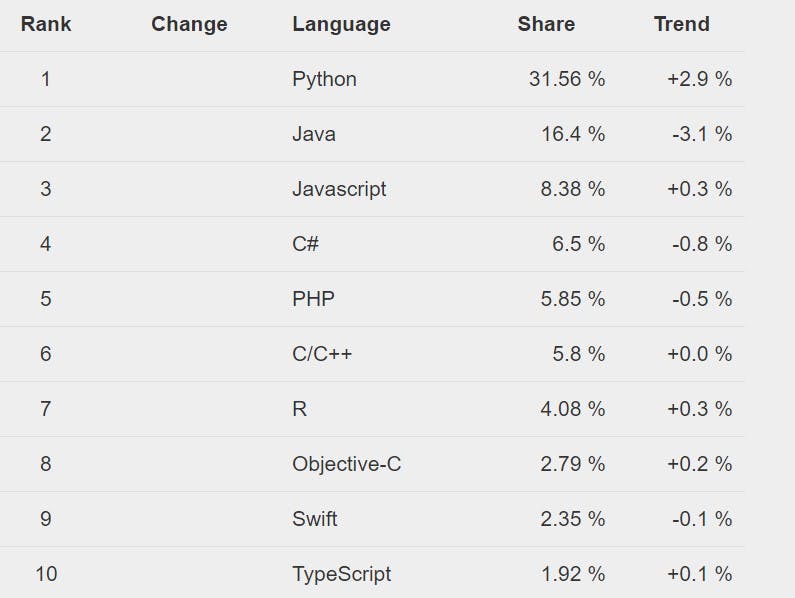 Rank Change Language Share Trend
1 Python 31.56 % +2.9 %
2 Java 16.4 % -3.1 %
3 Javascript 8.38 % +0.3 %
4 C# 6.5 % -0.8 %
5 PHP 5.85 % -0.5 %
6 C/C++ 5.8 % +0.0 %
7 R 4.08 % +0.3 %
8 Objective-C 2.79 % +0.2 %
9 Swift 2.35 % -0.1 %
10 TypeScript 1.92 % +0.1 %